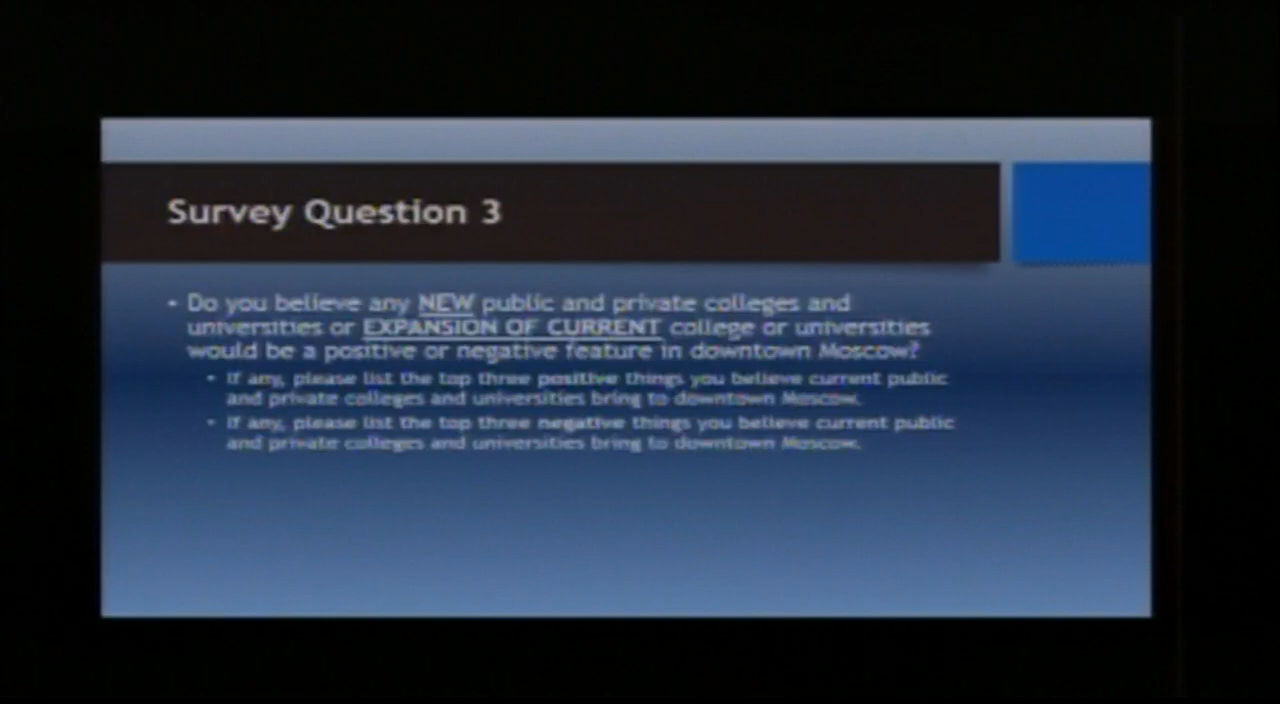 Survey Question 3
• Do you believe any NEW public and private colleges and
universities or EXPANSION OF CURRENT college or universities
would be a positive or negative feature in downtown Moscow?
• If any, please list the top three positive things you believe current public
and private colleges and universities bring to downtown Moscow.
• If any, please list the top three negative things you believe current public
and private colleges and universities bring to downtown Moscow.